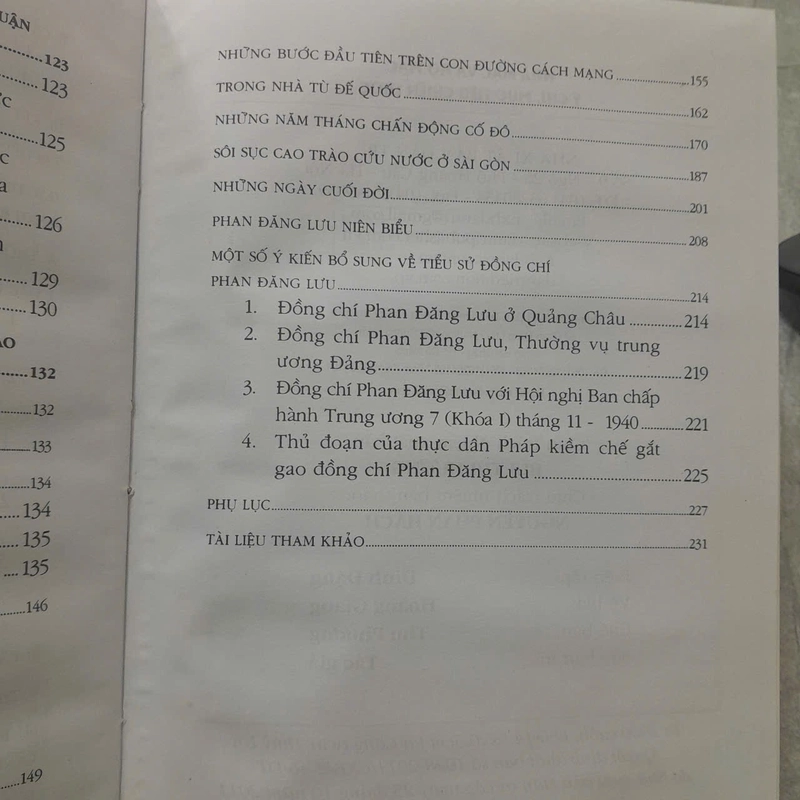 UẬN
123
123
ỨC
125
126
129
130
132
132
133
134
134
135
135
146
149
NHỮNG BƯỚC ĐẦU TIÊN TRÊN CON ĐƯỜNG CÁCH MẠNG 155
TRONG NHÀ TÙ ĐẾ QUỐC 162
NHỮNG NĂM THÁNG CHẤN ĐỘNG CỐ ĐÔ 170
SÔI SỤC CAO TRÀO CỨU NƯỚC Ở SÀI GÒN 187
NHỮNG NGÀY CUỐI ĐỜI 201
PHAN ĐĂNG LƯU NIÊN BIỂU 208
MỘT SỐ Ý KIẾN BỔ SUNG VỀ TIỂU SỬ ĐỒNG CHÍ
PHAN ĐĂNG LƯU 214
1. Đồng chí Phan Đăng Lưu ở Quảng Châu 214
2. Đồng chí Phan Đăng Lưu, Thường vụ trung
ương Đảng 219
3. Đồng chí Phan Đăng Lưu với Hội nghị Ban chấp
hành Trung ương 7 (Khóa I) tháng 11 - 1940 221
4. Thủ đoạn của thực dân Pháp kiềm chế gắt
gao đồng chí Phan Đăng Lưu 225
PHỤ LỤC 227
TÀI LIỆU THAM KHẢO 231